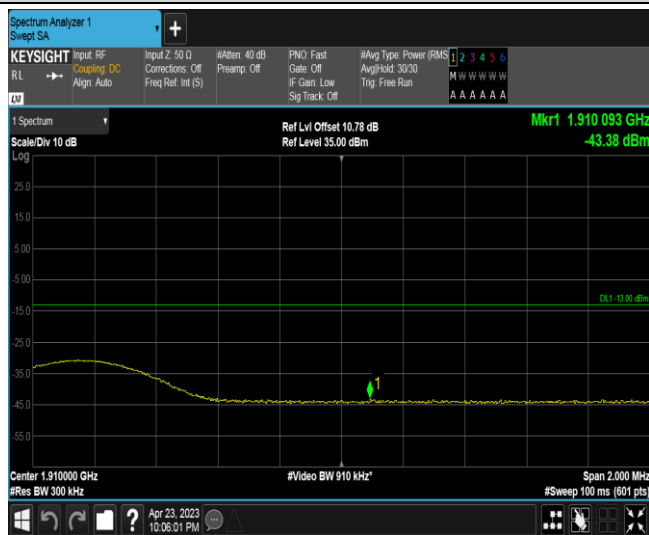 Spectrum Analyzer 1
Swept SA
+
KEYSIGHT
RL
LXI
Input: RF
Coupling: DC
Align: Auto
Input Z: 50 Ω
Corrections: Off
Freq Ref: Int (S)
#Atten: 40 dB
Preamp: Off
PNO: Fast
Gate: Off
IF Gain: Low
Sig Track: Off
#Avg Type: Power (RMS
Avg|Hold: 30/30
Trig: Free Run
1 2 3 4 5 6
M W W W W W
A A A A A A
1 Spectrum
Scale/Div 10 dB
Log
Ref Lvl Offset 10.78 dB
Ref Level 35.00 dBm
Mkr1 1.910 093 GHz
-43.38 dBm
25.0
15.0
5.00
-5.00
-15.0
-25.0
-35.0
-45.0
-55.0
DL1 -13.00 dBm
1
Center 1.910000 GHz
#Res BW 300 kHz
#Video BW 910 kHz*
Span 2.000 MHz
#Sweep 100 ms (601 pts)
?
Apr 23, 2023
10:06:01 PM